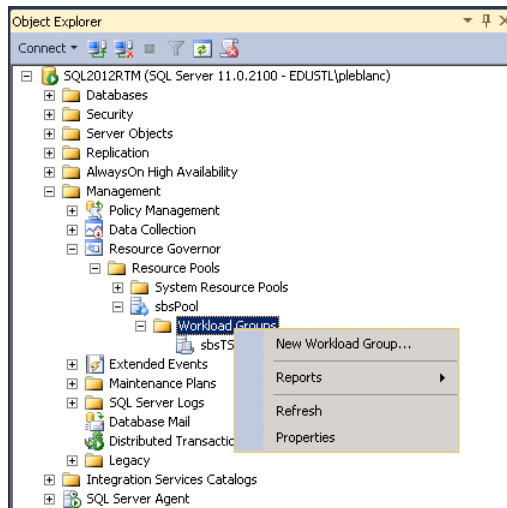 Object Explorer
Connect
SQL2012RTM (SQL Server 11.0.2100 - EDUSTL\pleblanc)
Databases
Security
Server Objects
Replication
AlwaysOn High Availability
Management
Policy Management
Data Collection
Resource Governor
Resource Pools
System Resource Pools
sbsPool
Workload Groups
sbsTS
New Workload Group...
Reports
Refresh
Properties
Extended Events
Maintenance Plans
SQL Server Logs
Database Mail
Distributed Transactic
Legacy
Integration Services Catalogs
SQL Server Agent